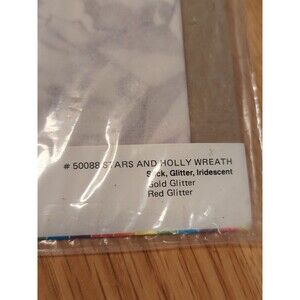 # 50088 STARS AND HOLLY WREATH
Slick, Glitter, Iridescent
Gold Glitter
Red Glitter